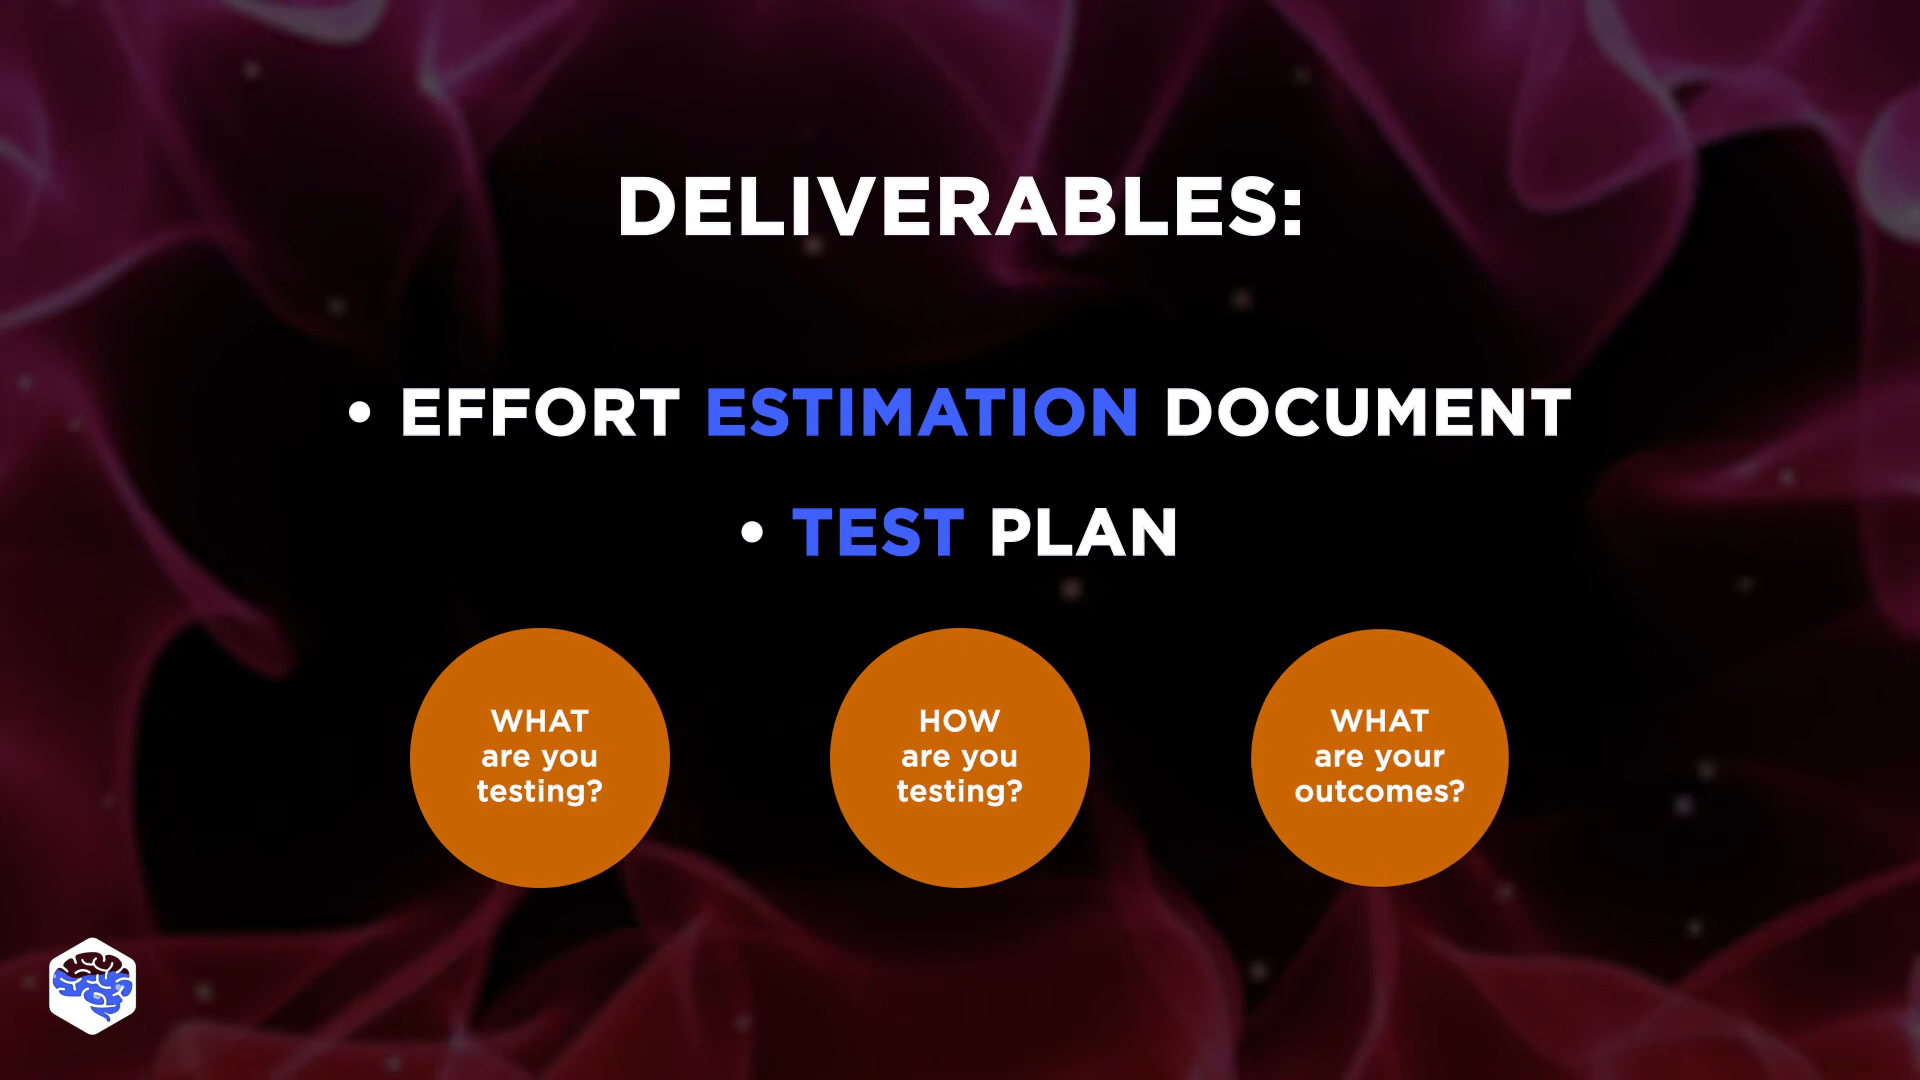 DELIVERABLES:
• EFFORT ESTIMATION DOCUMENT
• TEST PLAN
WHAT
are you
testing?
HOW
are you
testing?
WHAT
are your
outcomes?